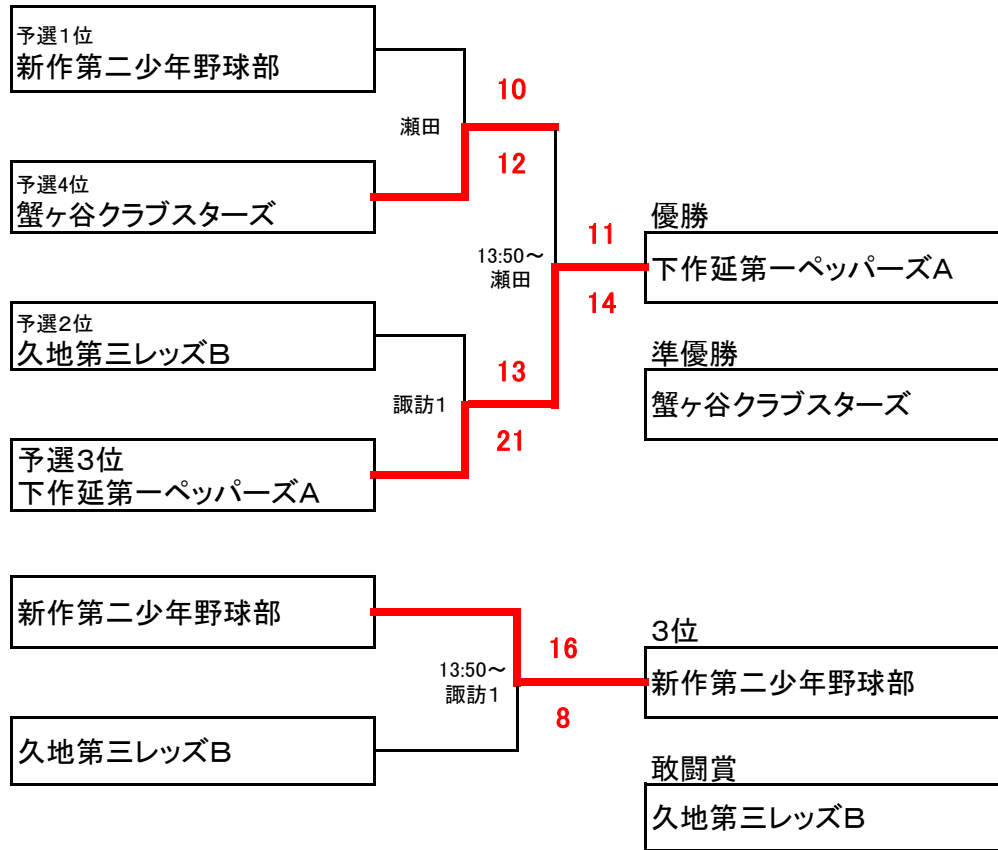 予選１位
新作第二少年野球部
10
瀬田
12
予選4位
蟹ヶ谷クラブスターズ
優勝
11
13:50～
瀬田
下作延第一ペッパーズA
14
予選２位
久地第三レッズＢ
準優勝
13
諏訪１
蟹ヶ谷クラブスターズ
21
予選３位
下作延第一ペッパーズA
新作第二少年野球部
３位
16
13:50～
諏訪１
新作第二少年野球部
8
久地第三レッズＢ
敢闘賞
久地第三レッズＢ